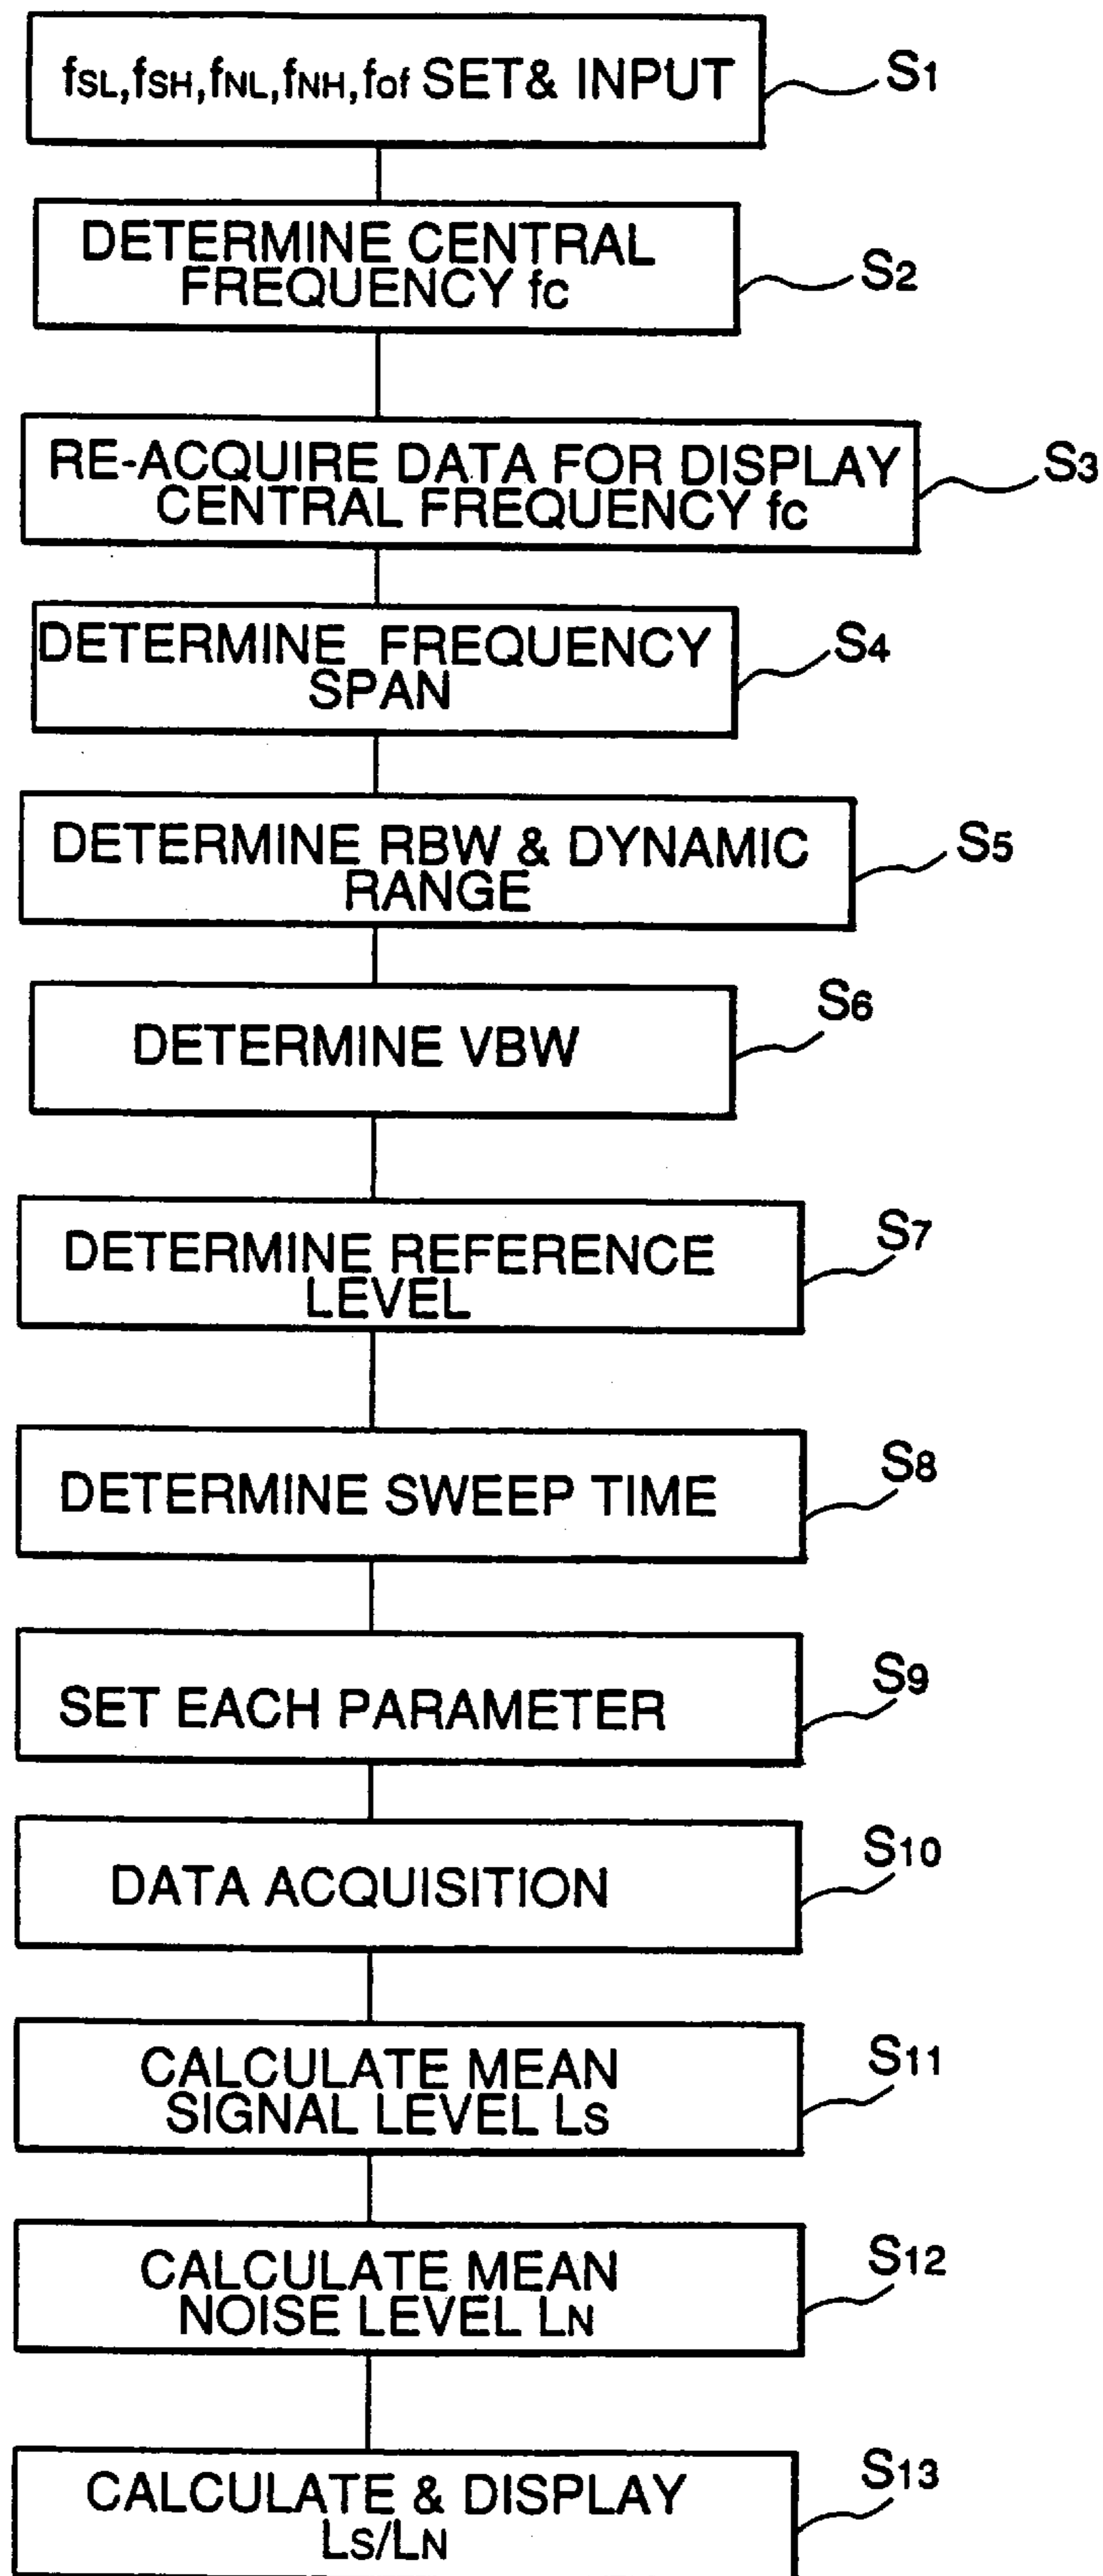 fSL,fSH,fNL,fNH,fof SET& INPUT
S1
DETERMINE CENTRAL
FREQUENCY fc
S2
RE-ACQUIRE DATA FOR DISPLAY
CENTRAL FREQUENCY fc
S3
DETERMINE FREQUENCY
SPAN
S4
DETERMINE RBW & DYNAMIC
RANGE
S5
DETERMINE VBW
S6
DETERMINE REFERENCE
LEVEL
S7
DETERMINE SWEEP TIME
S8
SET EACH PARAMETER
S9
DATA ACQUISITION
S10
CALCULATE MEAN
SIGNAL LEVEL LS
S11
CALCULATE MEAN
NOISE LEVEL LN
S12
CALCULATE & DISPLAY
LS/LN
S13